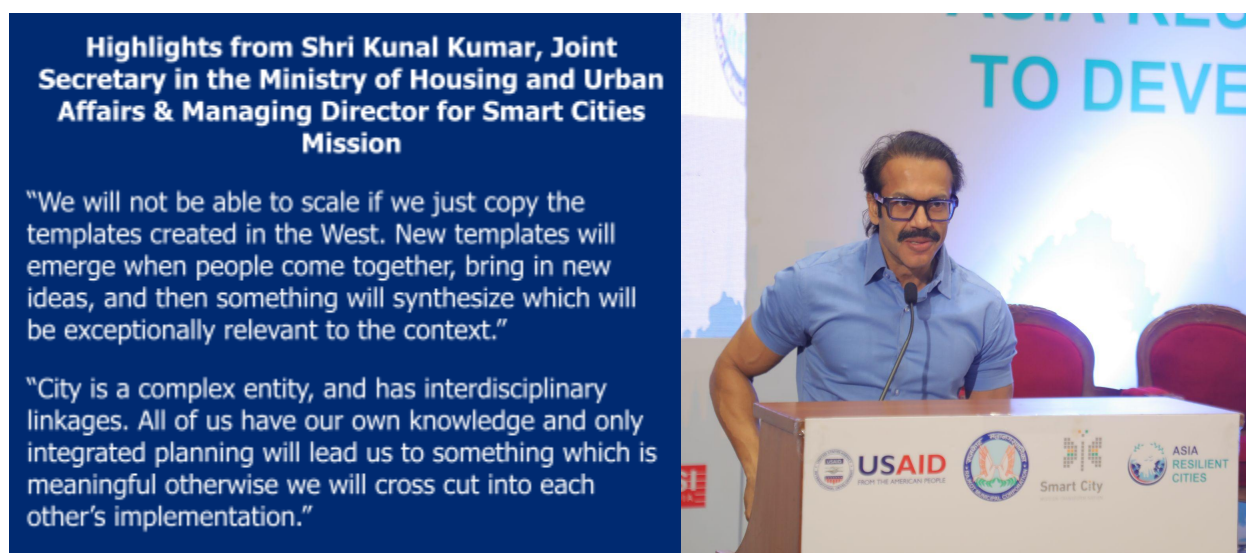 Highlights from Shri Kunal Kumar, Joint
Secretary in the Ministry of Housing and Urban
Affairs & Managing Director for Smart Cities
Mission
“We will not be able to scale if we just copy the
templates created in the West. New templates will
emerge when people come together, bring in new
ideas, and then something will synthesize which will
be exceptionally relevant to the context.”
“City is a complex entity, and has interdisciplinary
linkages. All of us have our own knowledge and only
integrated planning will lead us to something which is
meaningful otherwise we will cross cut into each
other’s implementation.”
TO DEVE
USAID
FROM THE AMERICAN PEOPLE
Smart City
ASIA
RESILIENT
CITIES